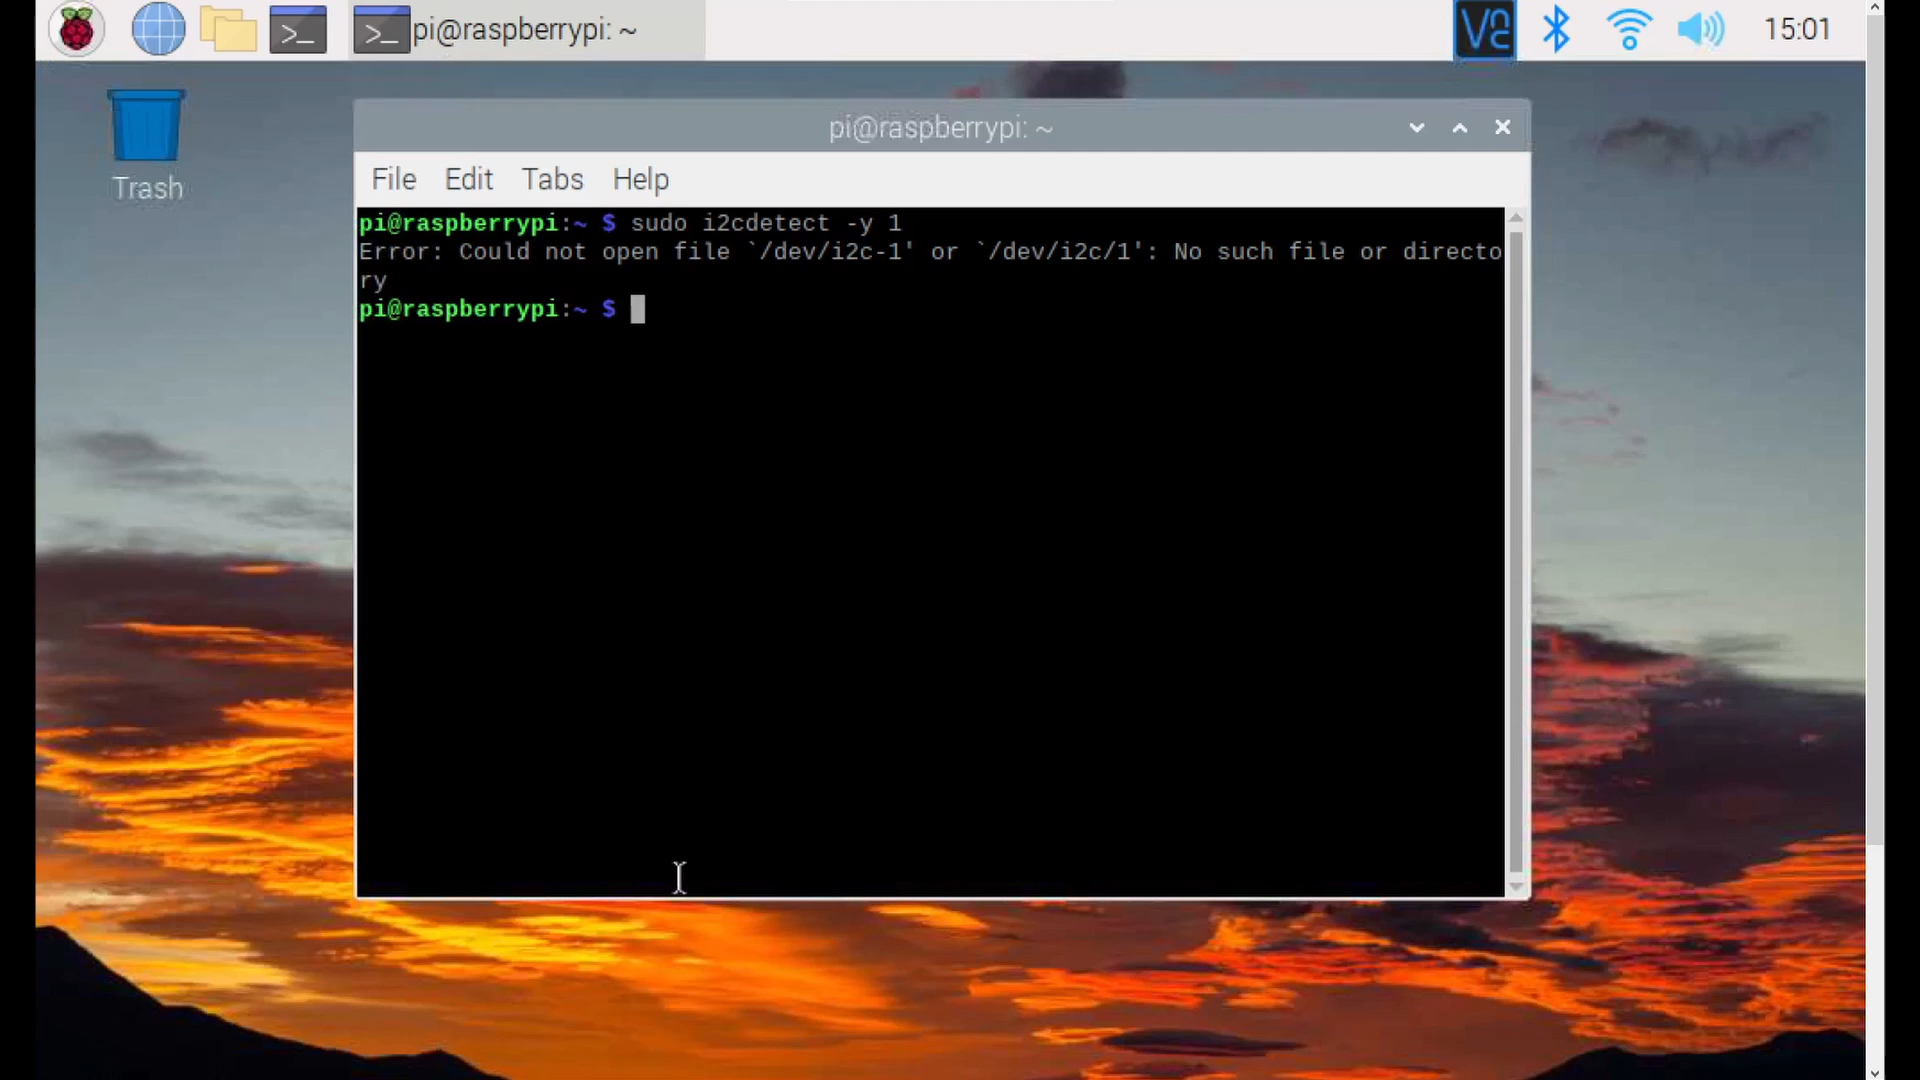 pi@raspberrypi: ~
15:01
Trash
pi@raspberrypi: ~
File Edit Tabs Help
pi@raspberrypi:~ $ sudo i2cdetect -y 1
Error: Could not open file `/dev/i2c-1' or `/dev/i2c/1': No such file or directo
ry
pi@raspberrypi:~ $